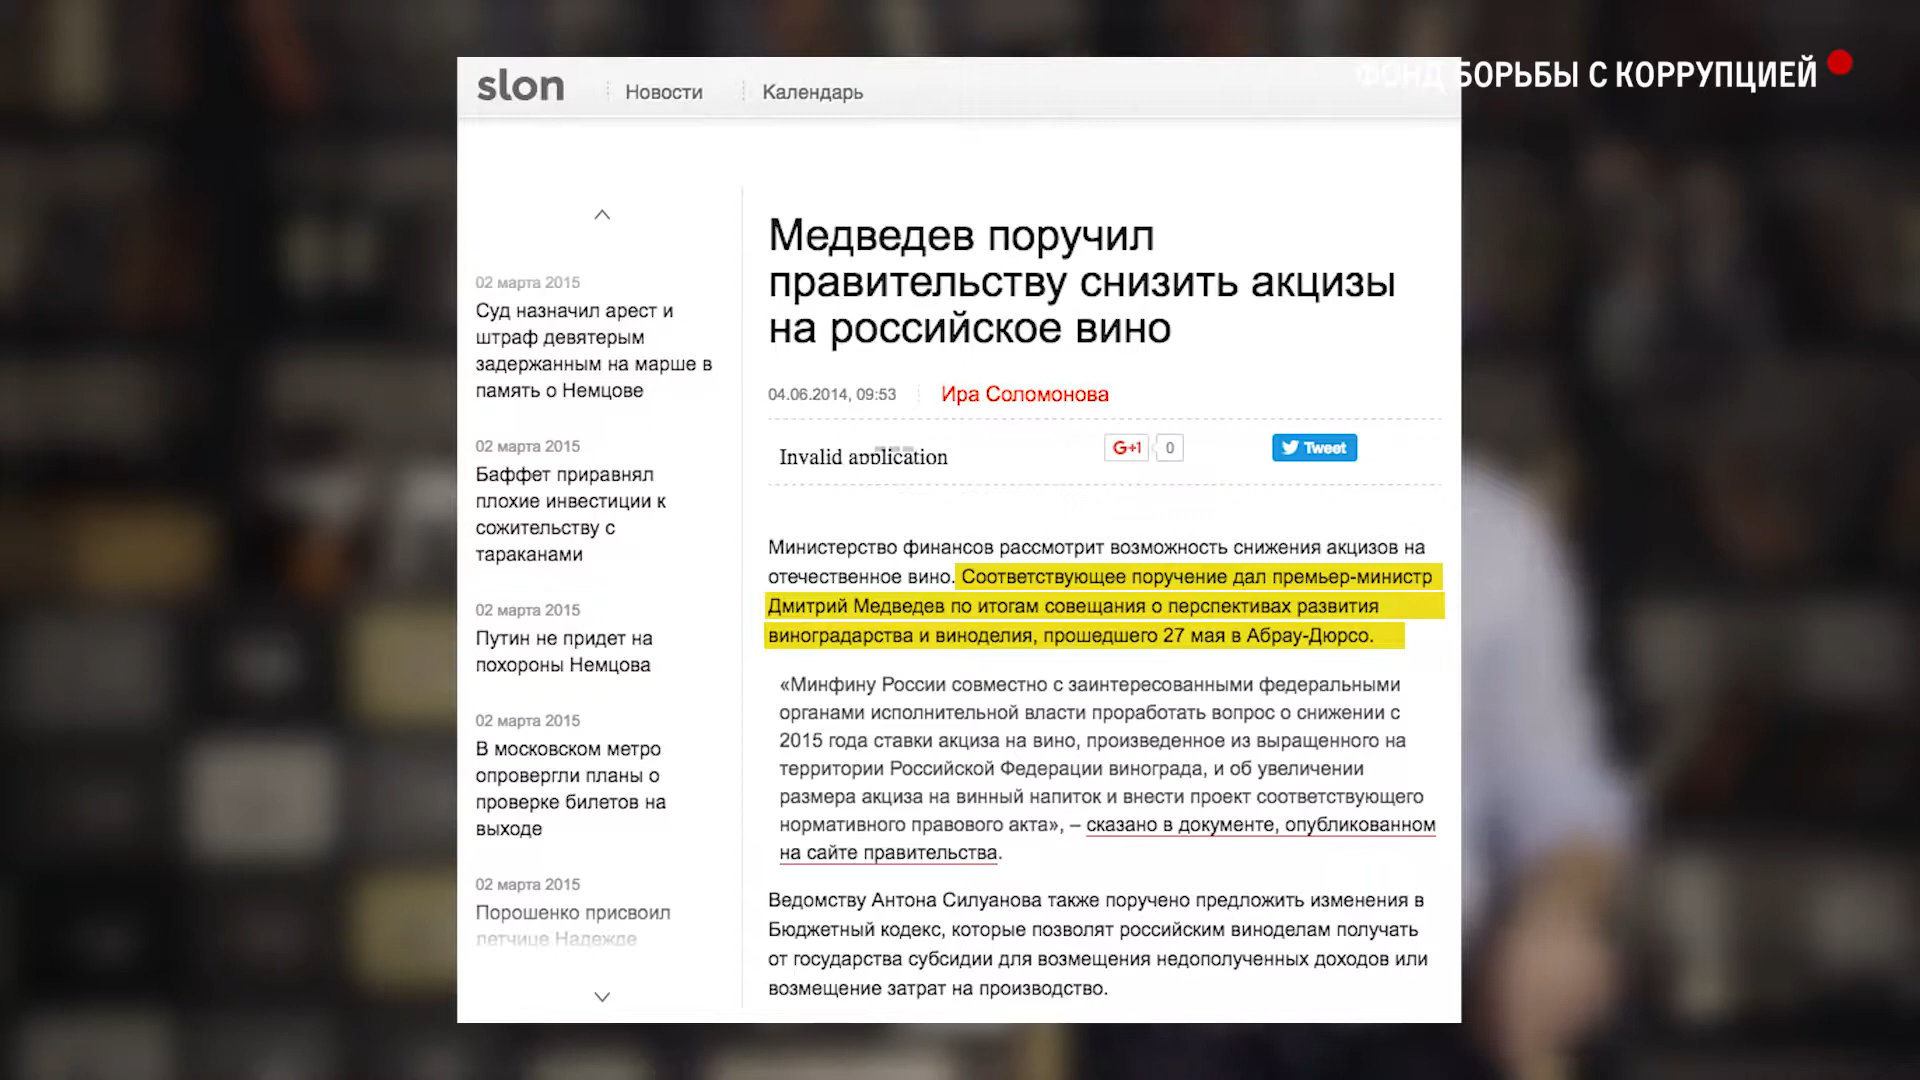 slon
Новости
Календарь
ФОНД БОРЬБЫ С КОРРУПЦИЕЙ
02 марта 2015
Суд назначил арест и
штраф девятерым
задержанным на марше в
память о Немцове
02 марта 2015
Баффет приравнял
плохие инвестиции к
сожительству с
тараканами
02 марта 2015
Путин не придет на
похороны Немцова
02 марта 2015
В московском метро
опровергли планы о
проверке билетов на
выходе
02 марта 2015
Порошенко присвоил
летчице Надежде
Медведев поручил
правительству снизить акцизы
на российское вино
04.06.2014, 09:53
Ира Соломонова
Invalid application
G+1
0
Tweet
Министерство финансов рассмотрит возможность снижения акцизов на
отечественное вино. Соответствующее поручение дал премьер-министр
Дмитрий Медведев по итогам совещания о перспективах развития
виноградарства и виноделия, прошедшего 27 мая в Абрау-Дюрсо.
«Минфину России совместно с заинтересованными федеральными
органами исполнительной власти проработать вопрос о снижении с
2015 года ставки акциза на вино, произведенное из выращенного на
территории Российской Федерации винограда, и об увеличении
размера акциза на винный напиток и внести проект соответствующего
нормативного правового акта», – сказано в документе, опубликованном
на сайте правительства.
Ведомству Антона Силуанова также поручено предложить изменения в
Бюджетный кодекс, которые позволят российским виноделам получать
от государства субсидии для возмещения недополученных доходов или
возмещение затрат на производство.